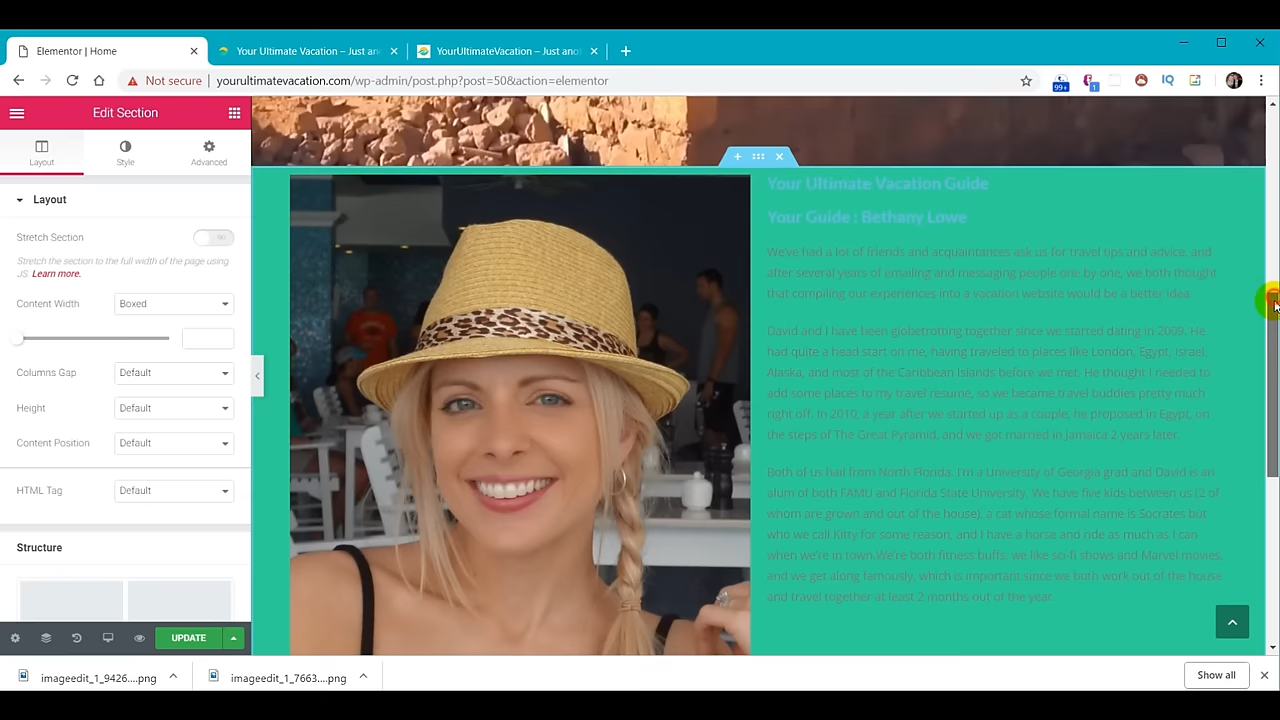 Elementor | Home
Your Ultimate Vacation – Just an
YourUltimateVacation – Just anot
Not secure | yourultimatevacation.com/wp-admin/post.php?post=50&action=elementor
99+
1
IQ
Edit Section
Layout
Style
Advanced
Layout
Stretch Section
NO
Stretch the section to the full width of the page using
JS. Learn more.
Content Width
Boxed
Columns Gap
Default
Height
Default
Content Position
Default
HTML Tag
Default
Structure
UPDATE
Your Ultimate Vacation Guide
Your Guide : Bethany Lowe
We've had a lot of friends and acquaintances ask us for travel tips and advice, and
after several years of emailing and messaging people one by one, we both thought
that compiling our experiences into a vacation website would be a better idea.
David and I have been globetrotting together since we started dating in 2009. He
had quite a head start on me, having traveled to places like London, Egypt, Israel,
Alaska, and most of the Caribbean Islands before we met. He thought I needed to
add some places to my travel resume, so we became travel buddies pretty much
right off. In 2010, a year after we started up as a couple, he proposed in Egypt, on
the steps of The Great Pyramid, and we got married in Jamaica 2 years later.
Both of us hail from North Florida. I'm a University of Georgia grad and David is an
alum of both FAMU and Florida State University. We have five kids between us (2 of
whom are grown and out of the house), a cat whose formal name is Socrates but
who we call Kitty for some reason, and I have a horse and ride as much as I can
when we're in town.We're both fitness buffs, we like sci-fi shows and Marvel movies,
and we get along famously, which is important since we both work out of the house
and travel together at least 2 months out of the year.
imageedit_1_9426....png
imageedit_1_7663....png
Show all